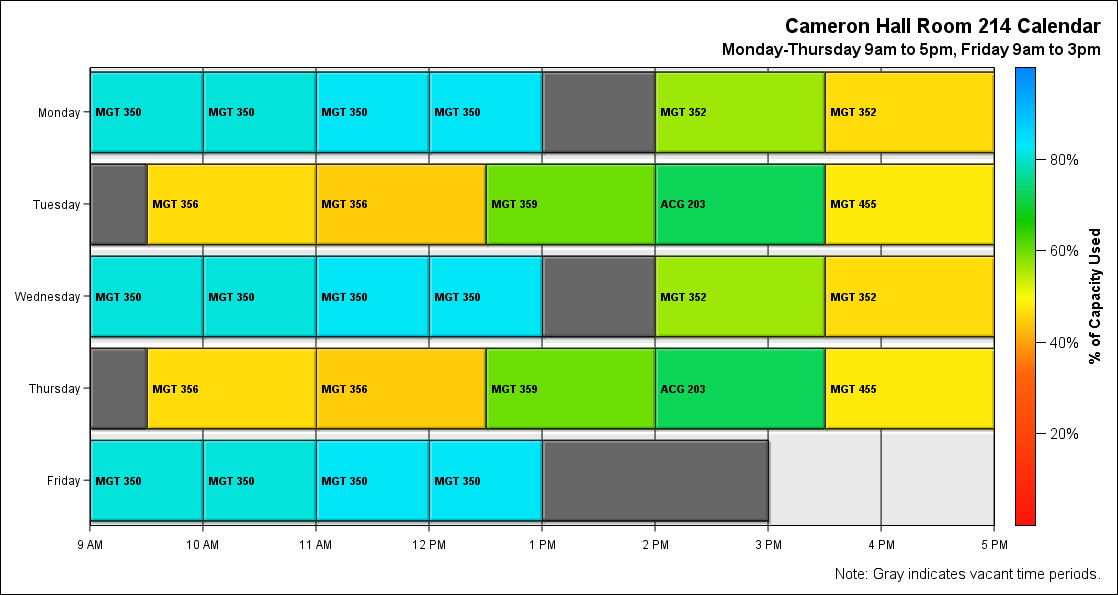 Cameron Hall Room 214 Calendar
Monday-Thursday 9am to 5pm, Friday 9am to 3pm
Monday
MGT 350 MGT 350 MGT 350 MGT 350 MGT 352 MGT 352
Tuesday
MGT 356 MGT 356 MGT 359 ACG 203 MGT 455
Wednesday
MGT 350 MGT 350 MGT 350 MGT 350 MGT 352 MGT 352
Thursday
MGT 356 MGT 356 MGT 359 ACG 203 MGT 455
Friday
MGT 350 MGT 350 MGT 350 MGT 350
9 AM 10 AM 11 AM 12 PM 1 PM 2 PM 3 PM 4 PM 5 PM
80%
60%
40%
20%
% of Capacity Used
Note: Gray indicates vacant time periods.